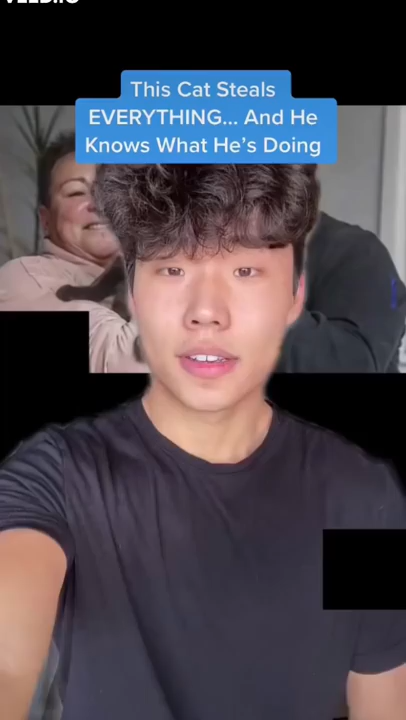 This Cat Steals
EVERYTHING... And He
Knows What He's Doing